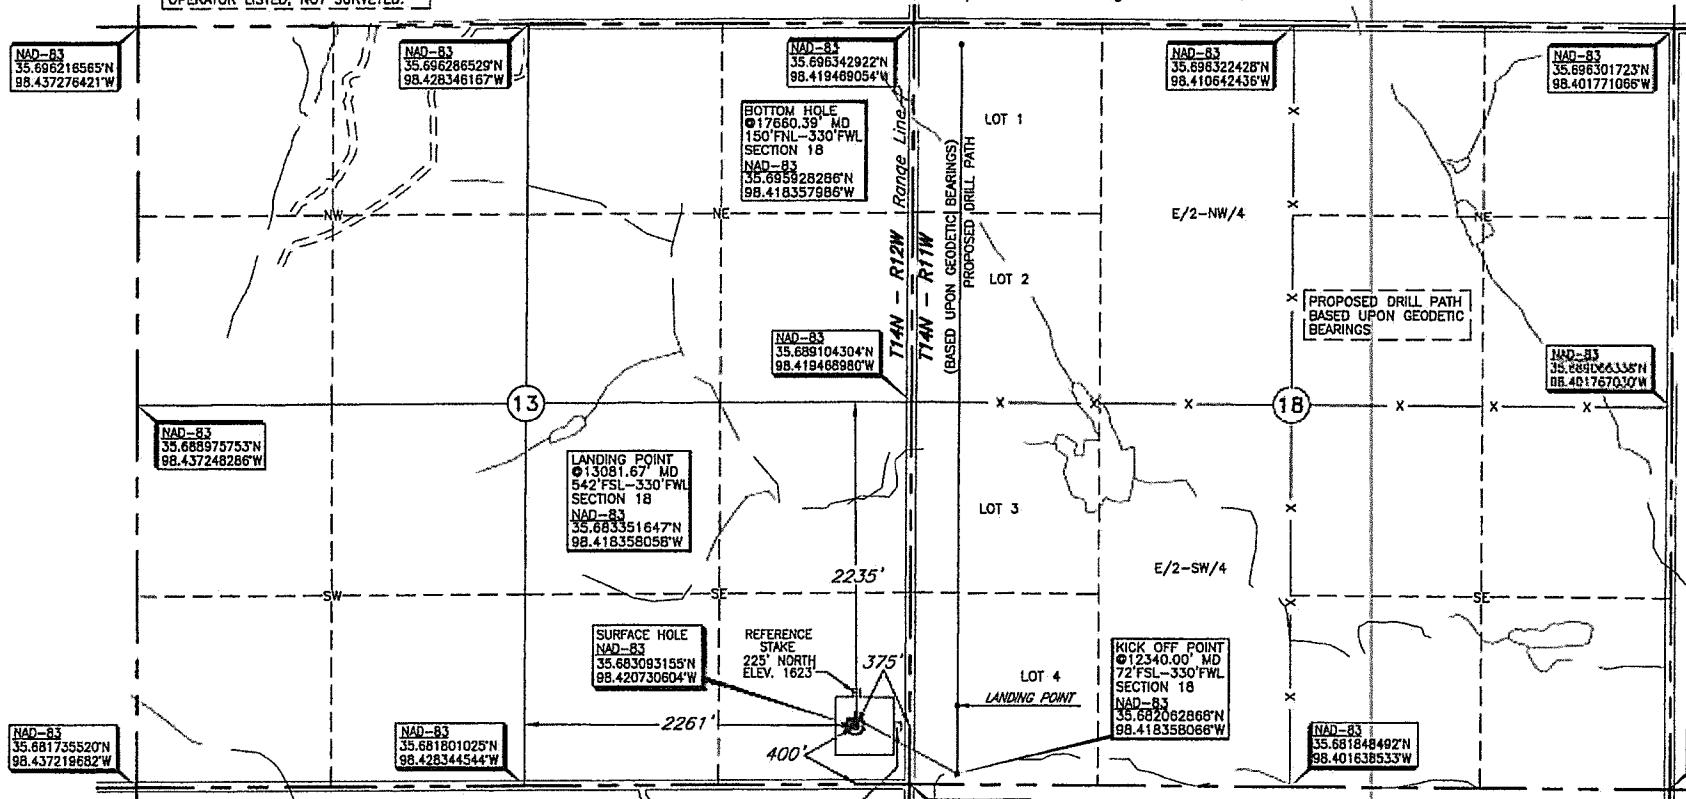 OPERATOR LISTED, NOT SURVEYED.
NAD-83
35.696216565°N
98.437276421°W
NAD-83
35.696286529°N
98.428346167°W
NAD-83
35.696342922°N
98.419469054°W
NAD-83
35.696322428°N
98.410642436°W
NAD-83
35.696301723°N
98.401771066°W
BOTTOM HOLE
@17660.39' MD
150'FNL-330'FWL
SECTION 18
NAD-83
35.695928286°N
98.418357986°W
Range Line
T14N - R12W
T14N - R11W
(BASED UPON GEODETIC BEARINGS)
PROPOSED DRILL PATH
LOT 1
NW
NE
E/2-NW/4
NE
LOT 2
PROPOSED DRILL PATH
BASED UPON GEODETIC
BEARINGS
NAD-83
35.689104304°N
98.419468980°W
NAD-83
35.689066335°N
98.401767030°W
13
X
X
X
18
X
X
X
X
X
X
X
X
X
X
NAD-83
35.688975753°N
98.437248286°W
LANDING POINT
@13081.67' MD
542'FSL-330'FWL
SECTION 18
NAD-83
35.683351647°N
98.418358058°W
LOT 3
2235'
E/2-SW/4
SW
SE
SE
SURFACE HOLE
NAD-83
35.683093155°N
98.420730604°W
REFERENCE
STAKE
225' NORTH
ELEV. 1623'
375'
KICK OFF POINT
@12340.00' MD
72'FSL-330'FWL
SECTION 18
NAD-83
35.682062868°N
98.418358066°W
LOT 4
LANDING POINT
2261'
400'
NAD-83
35.681735520°N
98.437219682°W
NAD-83
35.681801025°N
98.428344544°W
NAD-83
35.681848492°N
98.401638533°W